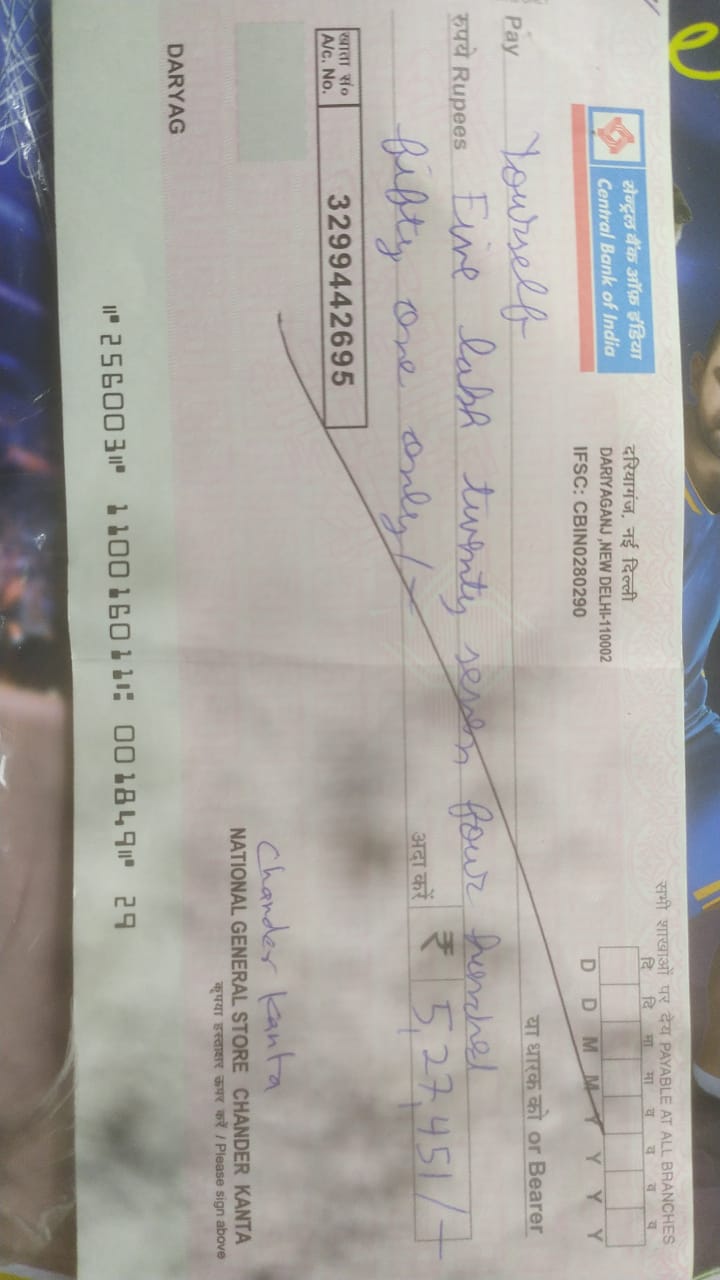 सभी शाखाओं पर देय PAYABLE AT ALL BRANCHES
दि दि मा मा व व व व
D D M M Y Y Y Y
सेन्ट्रल बैंक ऑफ़ इंडिया
Central Bank of India
दरियागंज, नई दिल्ली
DARIYAGANJ ,NEW DELHI-110002
IFSC: CBIN0280290
Pay Yourself या धारक को or Bearer
रुपये Rupees Five lakh twenty seven four hundred
fifty one only/- अदा करें ₹ 5,27,451/-
खाता सं० A/c. No. 3299442695
Chander Kanta
NATIONAL GENERAL STORE CHANDER KANTA
कृपया हस्ताक्षर ऊपर करें / Please sign above
DARYAG
⑈256003⑈ 110016011⑆ 001849⑈ 29